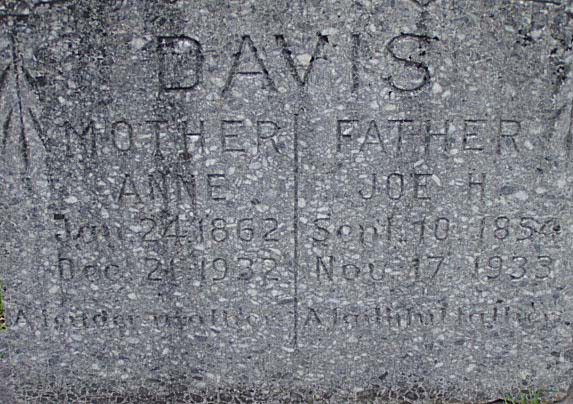 DAVIS
MOTHER
ANNE
Jan. 24, 1862
Dec. 21, 1932
A tender mother
FATHER
JOE H.
Sept. 10, 1854
Nov. 17, 1933
A faithful father